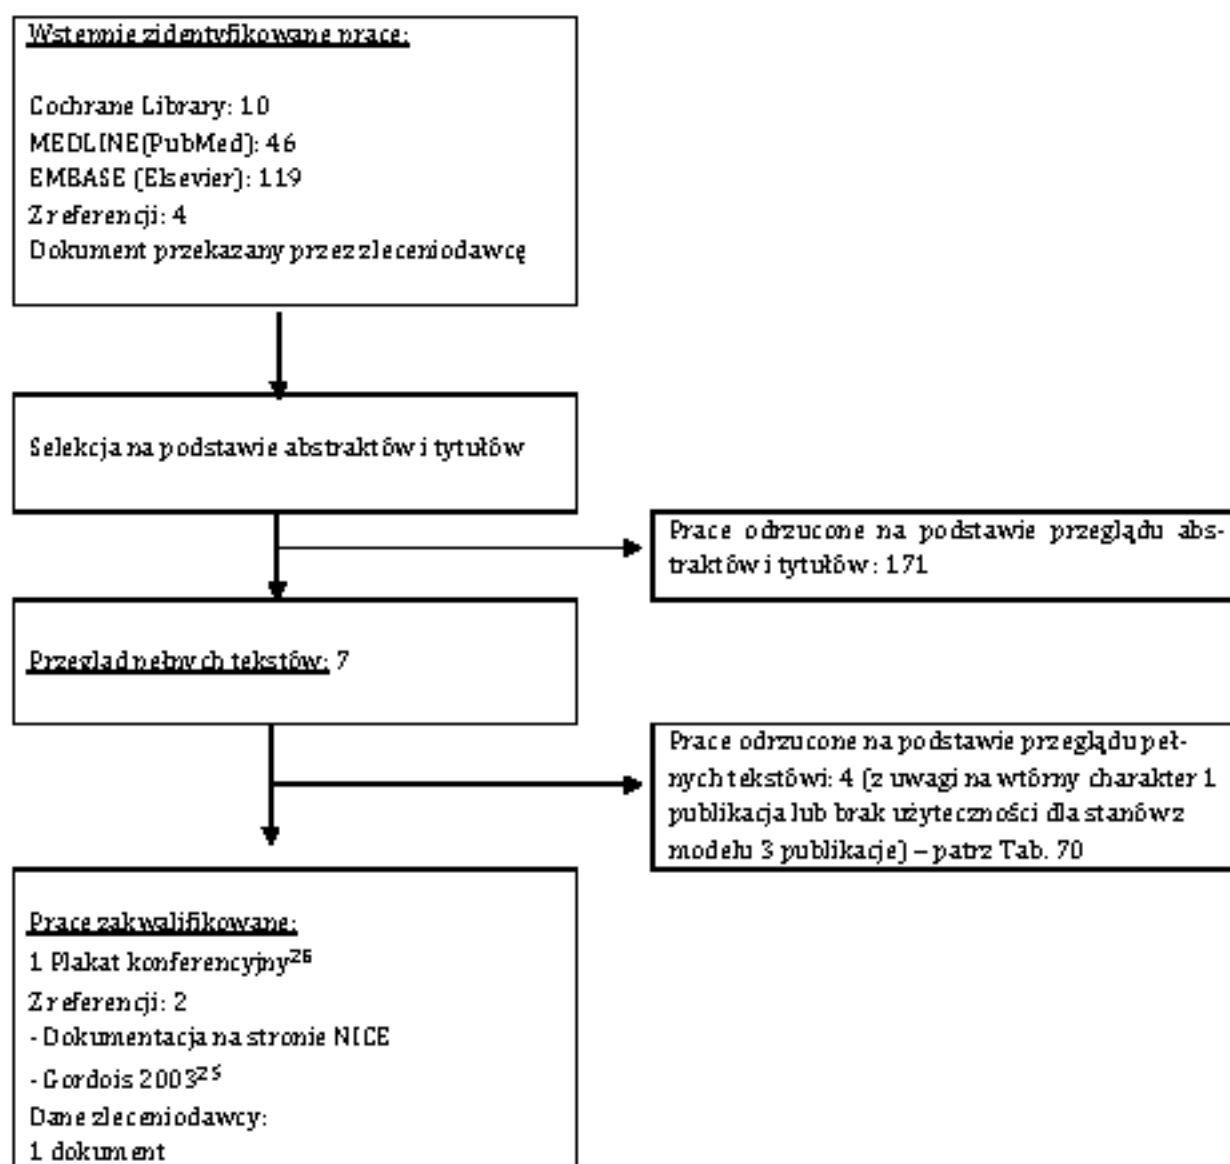 Wstępnie zidentyfikowane prace:
Cochrane Library: 10
MEDLINE(PubMed): 46
EMBASE (Elsevier): 119
Z referencji: 4
Dokument przekazany przez zleceniodawcę
Selekcja na podstawie abstraktów i tytułów
Prace odrzucone na podstawie przeglądu abs-
traktów i tytułów: 171
Przegląd pełnych tekstów: 7
Prace odrzucone na podstawie przeglądu peł-
nych tekstówi: 4 (z uwagi na wtórny charakter 1
publikacja lub brak użyteczności dla stanów z
modelu 3 publikacje) – patrz Tab. 70
Prace zakwalifikowane:
1 Plakat konferencyjny26
Z referencji: 2
- Dokumentacja na stronie NICE
- Gordois 200325
Dane zleceniodawcy:
1 dokument